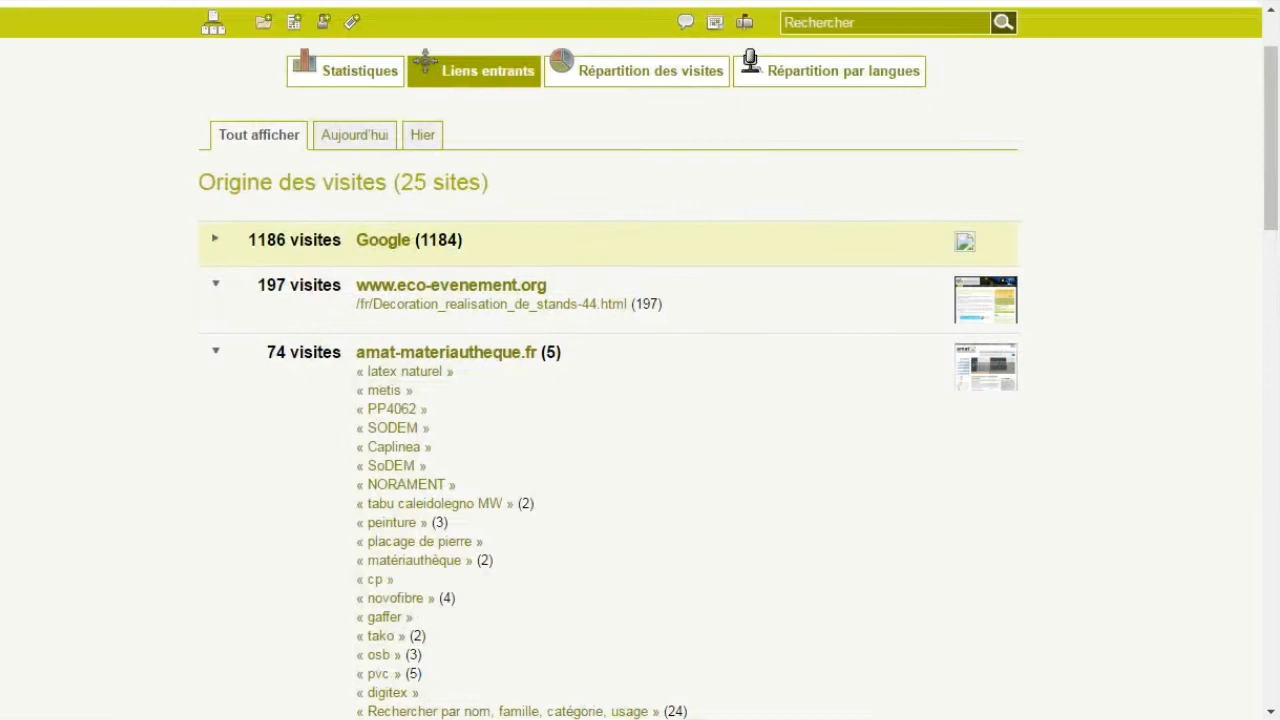 Rechercher
Statistiques
Liens entrants
Répartition des visites
Répartition par langues
Tout afficher
Aujourd'hui
Hier
Origine des visites (25 sites)
1186 visites Google (1184)
197 visites www.eco-evenement.org
/fr/Decoration_realisation_de_stands-44.html (197)
74 visites amat-materiautheque.fr (5)
« latex naturel »
« metis »
« PP4062 »
« SODEM »
« Caplinea »
« SoDEM »
« NORAMENT »
« tabu caleidolegno MW » (2)
« peinture » (3)
« placage de pierre »
« matériauthèque » (2)
« cp »
« novofibre » (4)
« gaffer »
« tako » (2)
« osb » (3)
« pvc » (5)
« digitex »
« Rechercher par nom, famille, catégorie, usage » (24)